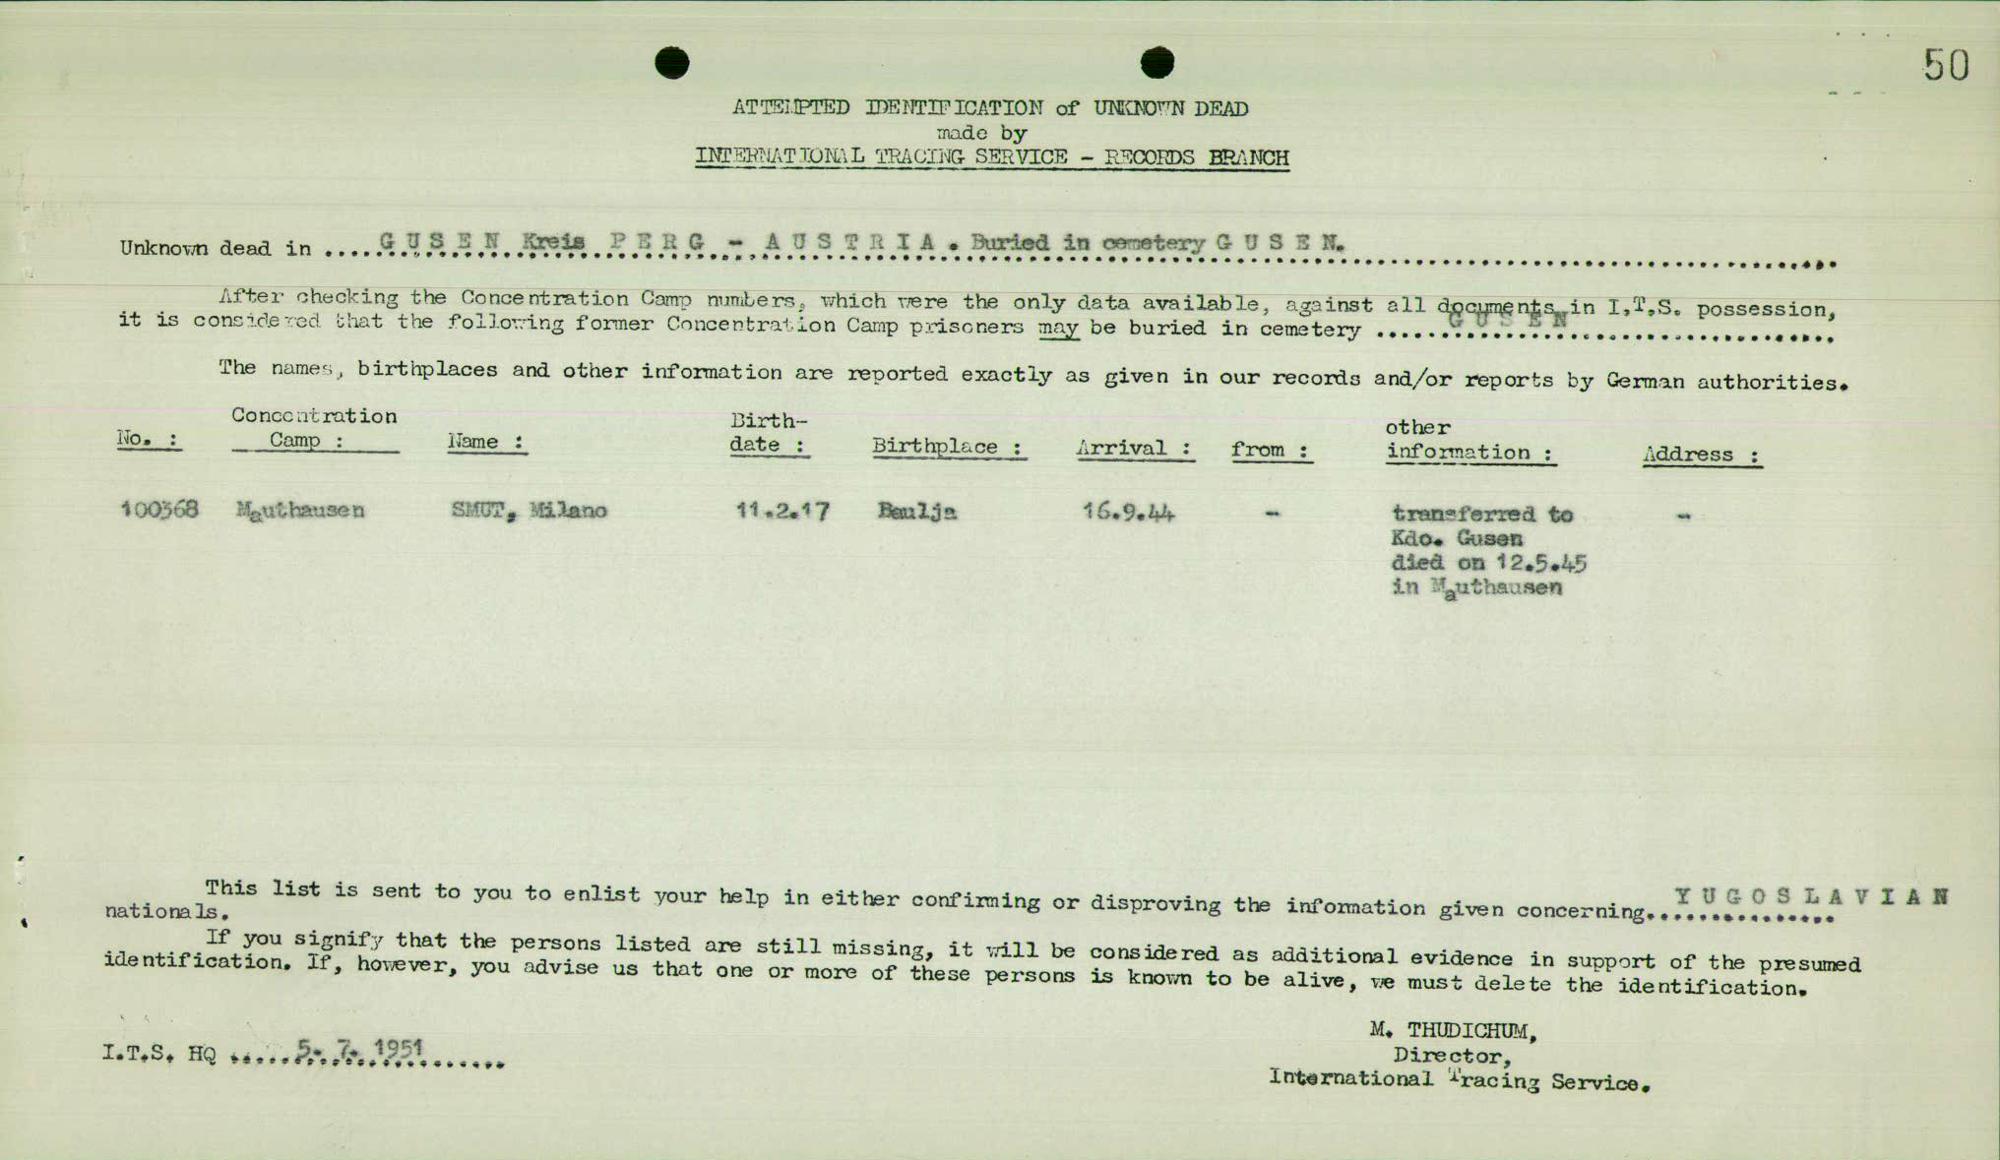 50
ATTEMPTED IDENTIFICATION of UNKNOWN DEAD
made by
INTERNATIONAL TRACING SERVICE - RECORDS BRANCH
Unknown dead in ....G U S E N Kreis P E R G - A U S T R I A . Buried in cemetery G U S E N.
After checking the Concentration Camp numbers, which were the only data available, against all documents in I.T.S. possession,
it is considered that the following former Concentration Camp prisoners may be buried in cemetery ....G U S E N....
The names, birthplaces and other information are reported exactly as given in our records and/or reports by German authorities.
No. : Concentration Camp : Name : Birth-date : Birthplace : Arrival : from : other information : Address :
100368 Mauthausen SMUT, Milano 11.2.17 Baulja 16.9.44 - transferred to -
Kdo. Gusen
died on 12.5.45
in Mauthausen
This list is sent to you to enlist your help in either confirming or disproving the information given concerning....Y U G O S L A V I A N
nationals.
If you signify that the persons listed are still missing, it will be considered as additional evidence in support of the presumed
identification. If, however, you advise us that one or more of these persons is known to be alive, we must delete the identification.
M. THUDICHUM,
I.T.S. HQ .....5. 7. 1951.......
Director,
International Tracing Service.